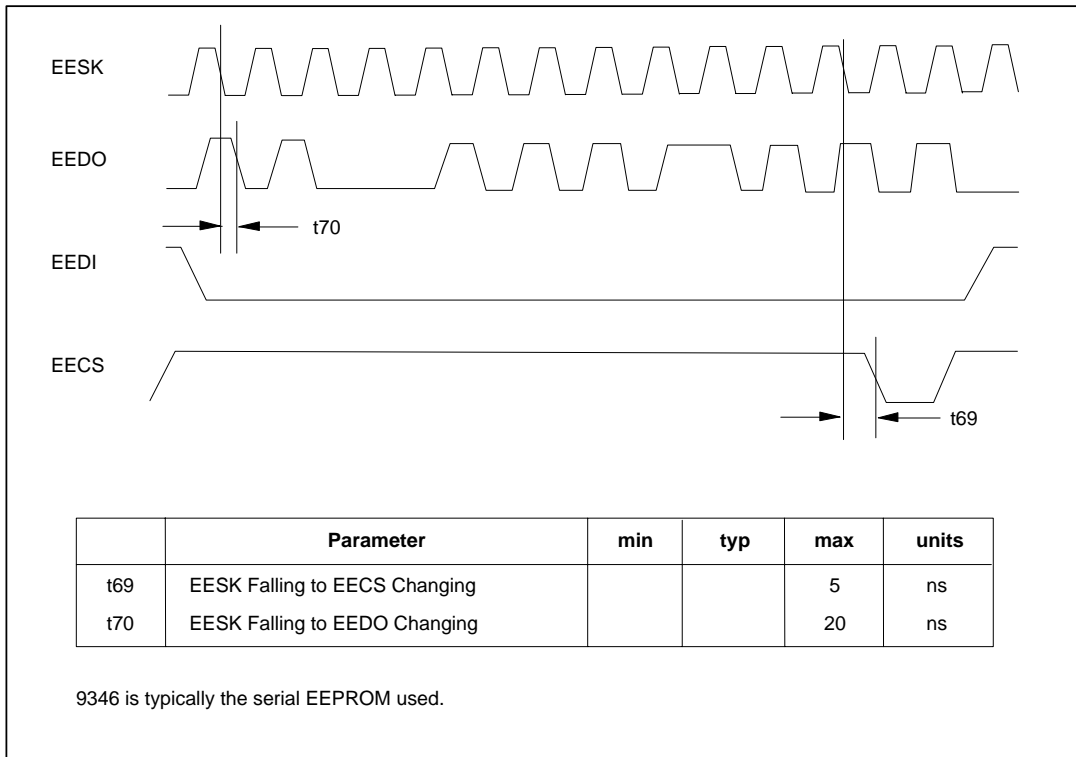 EESK
EEDO
t70
EEDI
EECS
t69
Parameter min typ max units
t69 EESK Falling to EECS Changing 5 ns
t70 EESK Falling to EEDO Changing 20 ns
9346 is typically the serial EEPROM used.